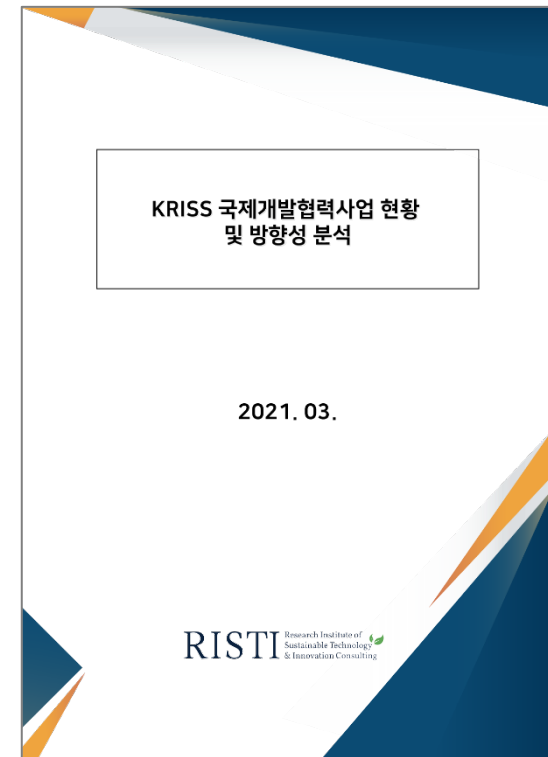 KRISS 국제개발협력사업 현황
및 방향성 분석
2021. 03.
RISTI
Research Institute of
Sustainable Technology
& Innovation Consulting